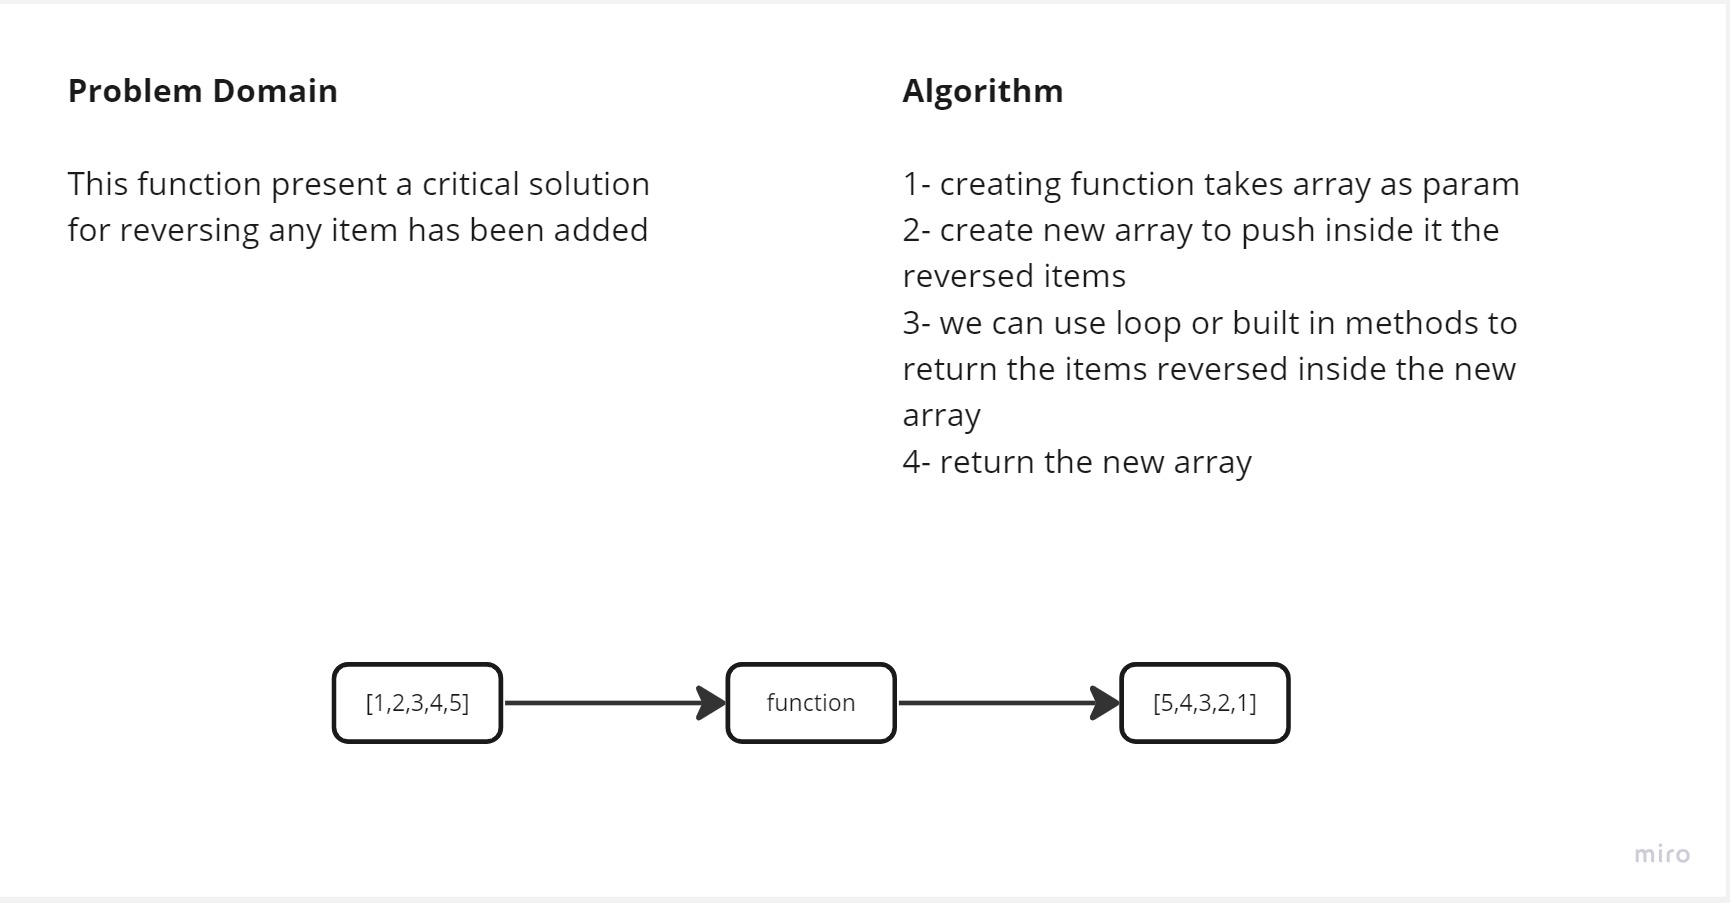 Problem Domain
This function present a critical solution
for reversing any item has been added
Algorithm
1- creating function takes array as param
2- create new array to push inside it the
reversed items
3- we can use loop or built in methods to
return the items reversed inside the new
array
4- return the new array
[1,2,3,4,5]
function
[5,4,3,2,1]
miro